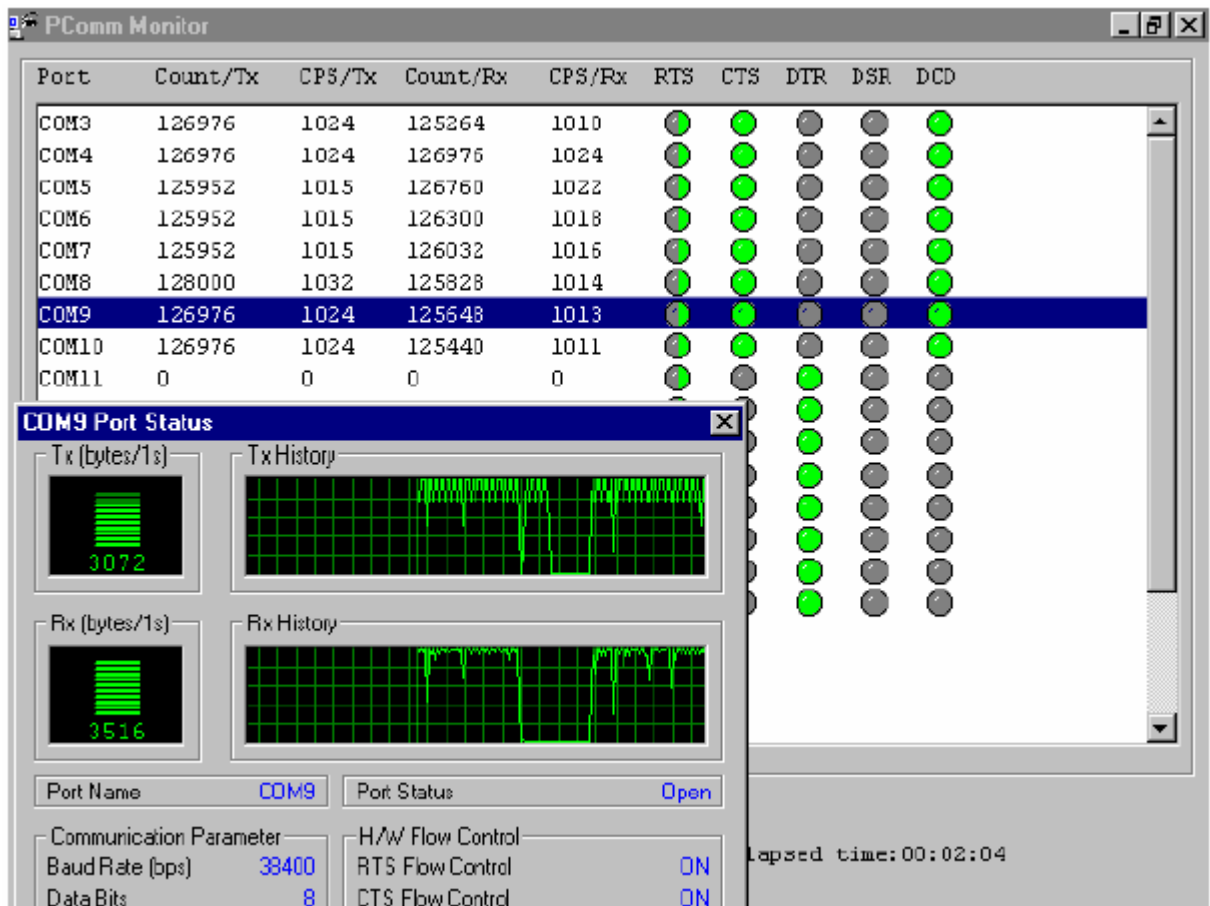 PComm Monitor
Port Count/Tx CPS/Tx Count/Rx CPS/Rx RTS CTS DTR DSR DCD
COM3 126976 1024 125264 1010
COM4 126976 1024 126976 1024
COM5 125952 1015 126760 1022
COM6 125952 1015 126300 1018
COM7 125952 1015 126032 1016
COM8 128000 1032 125828 1014
COM9 126976 1024 125648 1013
COM10 126976 1024 125440 1011
COM11 0 0 0 0
COM9 Port Status
Tx (bytes/1s) Tx History
3072
Rx (bytes/1s) Rx History
3516
Port Name COM9 Port Status Open
Communication Parameter H/W Flow Control
Baud Rate (bps) 38400 RTS Flow Control ON
lapsed time:00:02:04
Data Bits 8 CTS Flow Control ON